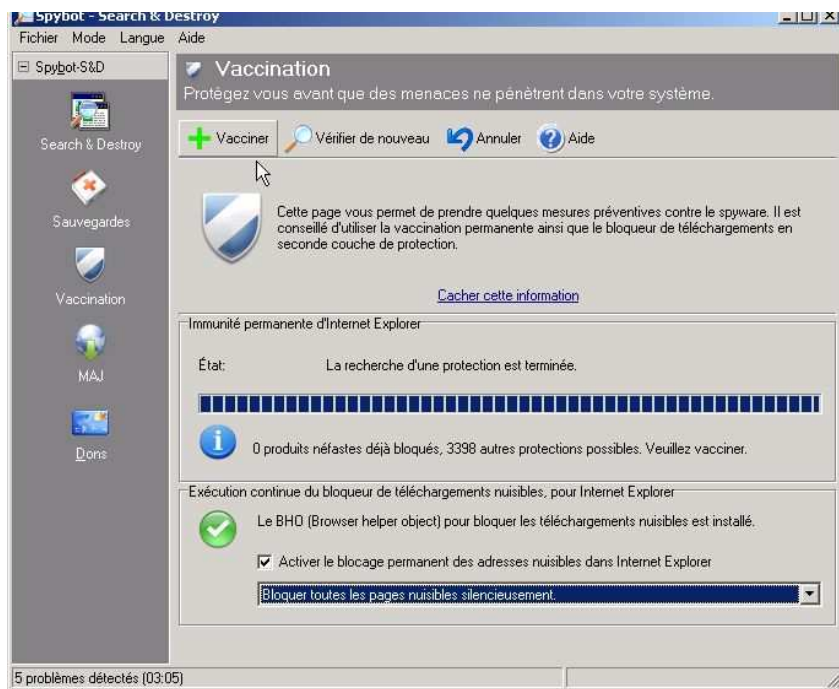 Spybot - Search & Destroy
Fichier Mode Langue Aide
Spybot-S&D
Search & Destroy
Sauvegardes
Vaccination
MAJ
Dons
Vaccination
Protégez vous avant que des menaces ne pénètrent dans votre système.
Vacciner Vérifier de nouveau Annuler Aide
Cette page vous permet de prendre quelques mesures préventives contre le spyware. Il est
conseillé d'utiliser la vaccination permanente ainsi que le bloqueur de téléchargements en
seconde couche de protection.
Cacher cette information
Immunité permanente d'Internet Explorer
État: La recherche d'une protection est terminée.
0 produits néfastes déjà bloqués, 3398 autres protections possibles. Veuillez vacciner.
Exécution continue du bloqueur de téléchargements nuisibles, pour Internet Explorer
Le BHO (Browser helper object) pour bloquer les téléchargements nuisibles est installé.
Activer le blocage permanent des adresses nuisibles dans Internet Explorer
Bloquer toutes les pages nuisibles silencieusement.
5 problèmes détectés (03:05)